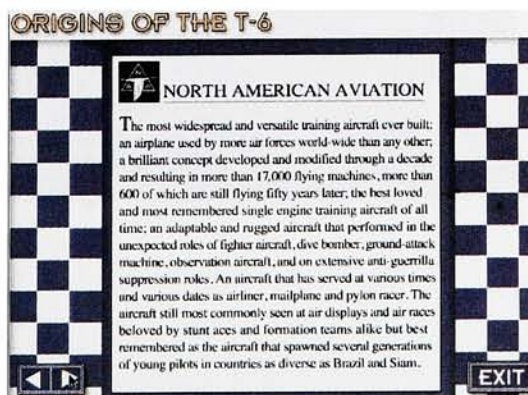 ORIGINS OF THE T-6
NORTH AMERICAN AVIATION
The most widespread and versatile training aircraft ever built:
an airplane used by more air forces world-wide than any other;
a brilliant concept developed and modified through a decade
and resulting in more than 17,000 flying machines, more than
600 of which are still flying fifty years later; the best loved
and most remembered single engine training aircraft of all
time; an adaptable and rugged aircraft that performed in the
unexpected roles of fighter aircraft, dive bomber, ground-attack
machine, observation aircraft, and on extensive anti-guerrilla
suppression roles. An aircraft that has served at various times
and various dates as airliner, mailplane and pylon racer. The
aircraft still most commonly seen at air displays and air races
beloved by stunt aces and formation teams alike but best
remembered as the aircraft that spawned several generations
of young pilots in countries as diverse as Brazil and Siam.
EXIT